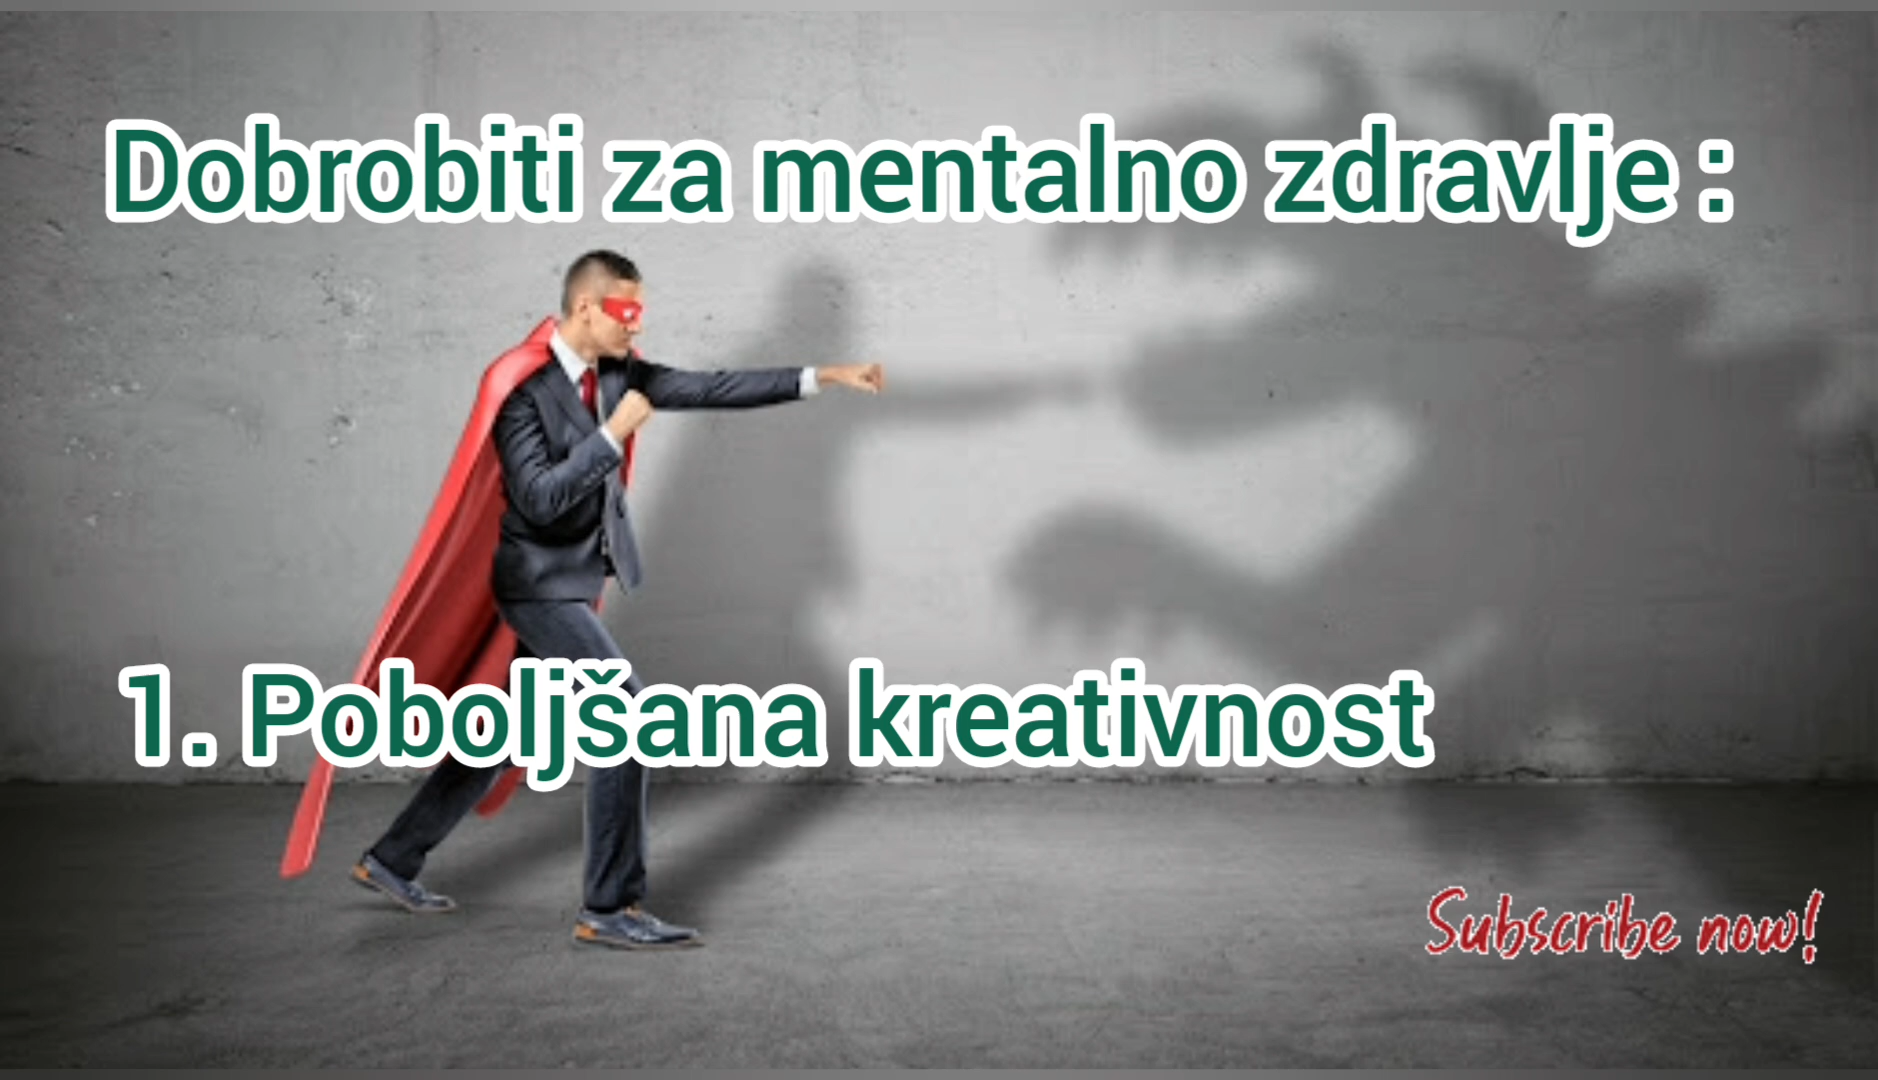 Dobrobiti za mentalno zdravlje :
1. Poboljšana kreativnost
Subscribe now!